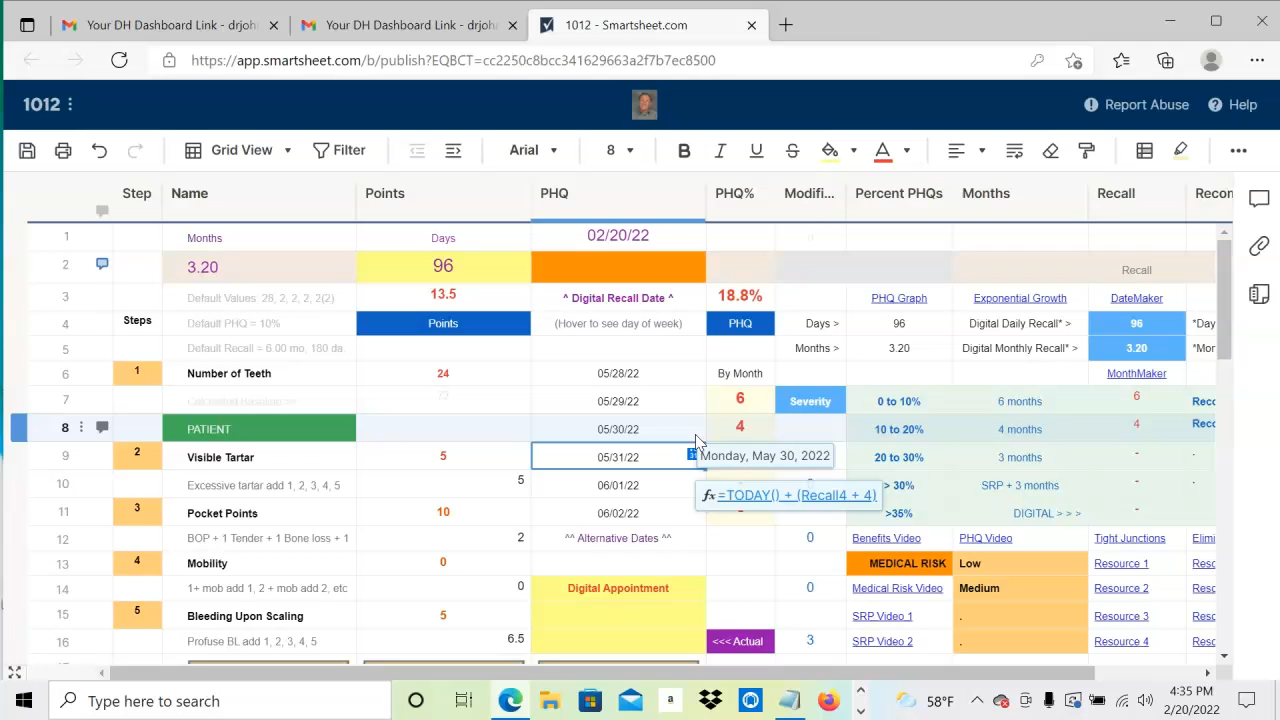 Your DH Dashboard Link - drjoh
Your DH Dashboard Link - drjoh
1012 - Smartsheet.com
https://app.smartsheet.com/b/publish?EQBCT=cc2250c8bcc341629663a2f7b7ec8500
1012
Report Abuse
Help
Grid View
Filter
Arial
8
B I U S A
Step Name Points PHQ PHQ% Modifi... Percent PHQs Months Recall Recon
1 Months Days 02/20/22
2 3.20 96 Recall
3 Default Values: 28, 2, 2, 2, 2(2) 13.5 ^ Digital Recall Date ^ 18.8% PHQ Graph Exponential Growth DateMaker
4 Steps Default PHQ = 10% Points (Hover to see day of week) PHQ Days > 96 Digital Daily Recall* > 96 *Day
5 Default Recall = 6.00 mo, 180 da. Months > 3.20 Digital Monthly Recall* > 3.20 *Mor
6 1 Number of Teeth 24 05/28/22 By Month MonthMaker
7 Calculated Baseline >> 72 05/29/22 6 Severity 0 to 10% 6 months 6 Reco
8 PATIENT 05/30/22 4 10 to 20% 4 months 4 Reco
9 2 Visible Tartar 5 05/31/22 Monday, May 30, 2022 20 to 30% 3 months - .
10 Excessive tartar add 1, 2, 3, 4, 5 5 06/01/22 > 30% SRP + 3 months - .
fx =TODAY() + (Recall4 + 4)
11 3 Pocket Points 10 06/02/22 >35% DIGITAL > > > - .
12 BOP + 1 Tender + 1 Bone loss + 1 2 ^^ Alternative Dates ^^ 0 Benefits Video PHQ Video Tight Junctions Elimi
13 4 Mobility 0 MEDICAL RISK Low Resource 1 Resc
14 1+ mob add 1, 2 + mob add 2, etc 0 Digital Appointment 0 Medical Risk Video Medium Resource 2 Resc
15 5 Bleeding Upon Scaling 5 SRP Video 1 . Resource 3 Resc
16 Profuse BL add 1, 2, 3, 4, 5 6.5 <<< Actual 3 SRP Video 2 . Resource 4 Resc
Type here to search
58°F
4:35 PM
2/20/2022